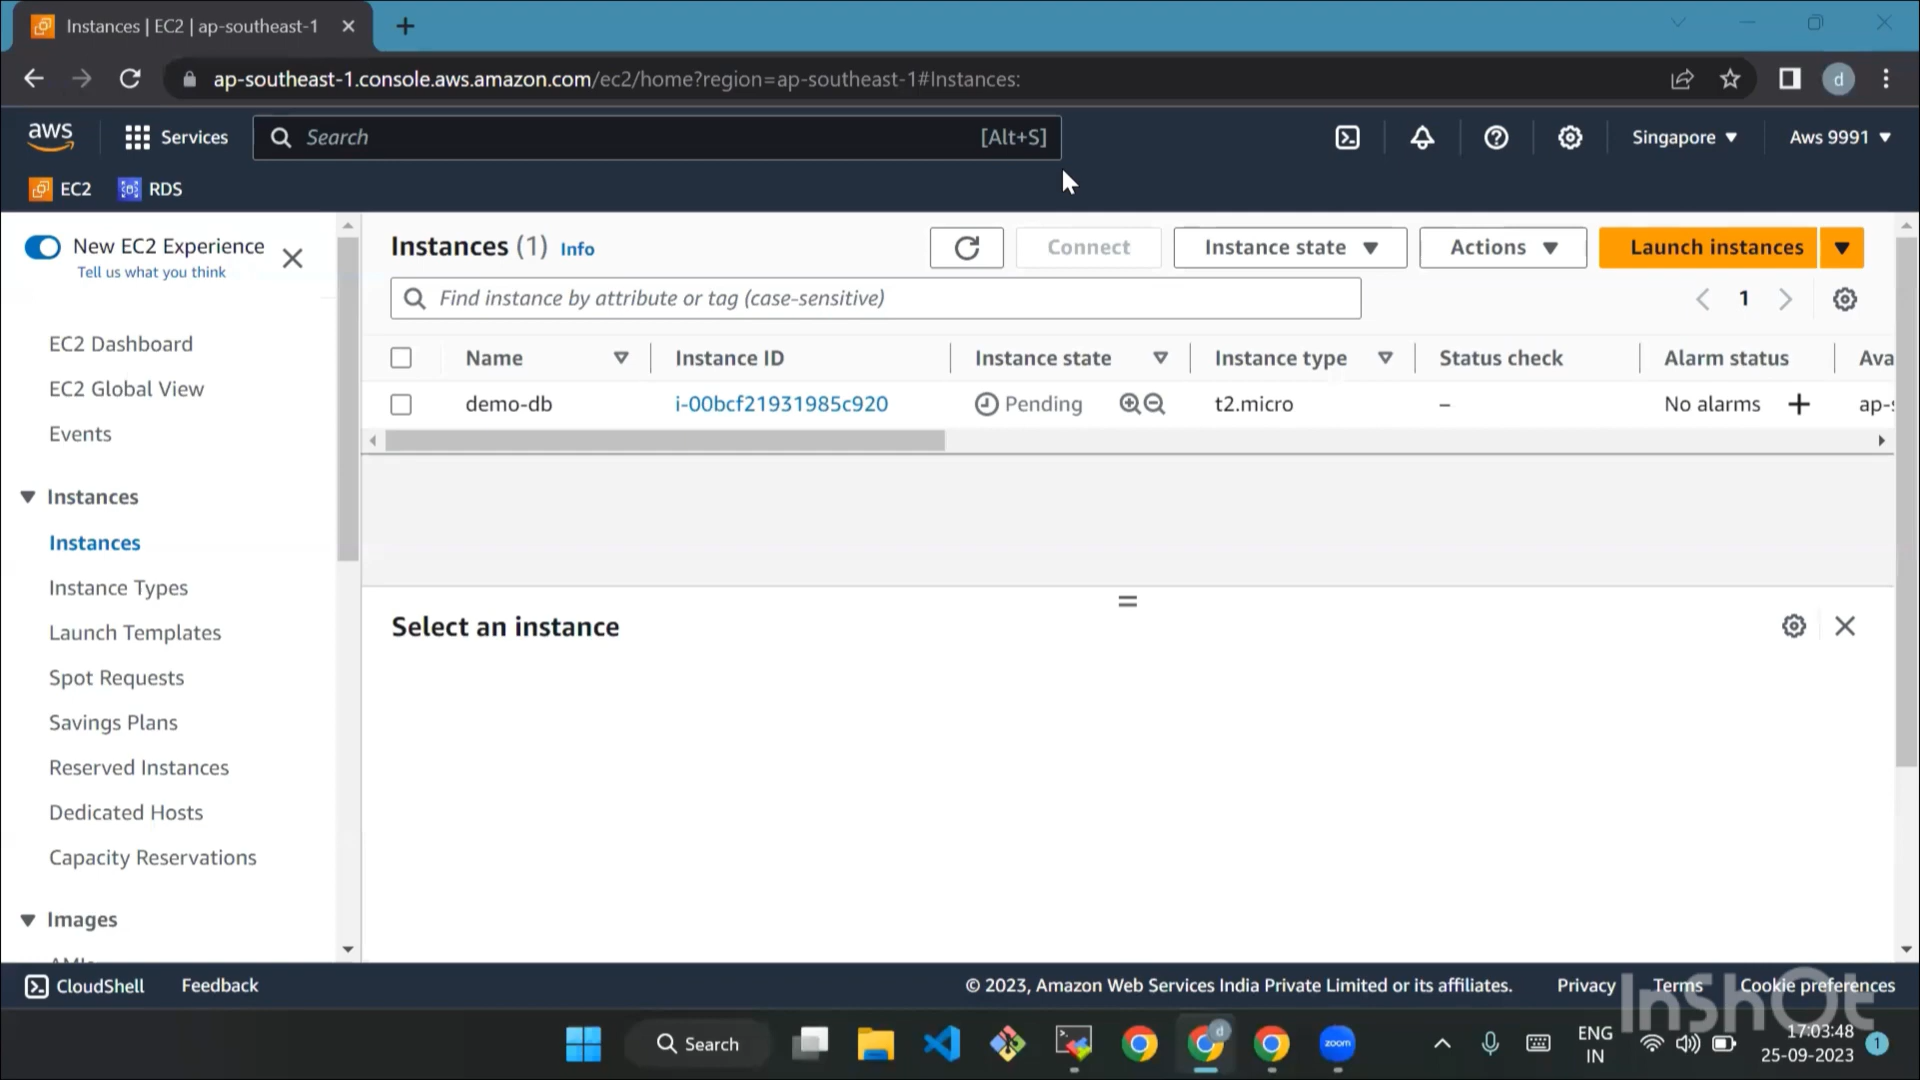 Instances | EC2 | ap-southeast-1
ap-southeast-1.console.aws.amazon.com/ec2/home?region=ap-southeast-1#Instances:
d
aws
Services
Search
[Alt+S]
Singapore
Aws 9991
EC2
RDS
New EC2 Experience
Tell us what you think
EC2 Dashboard
EC2 Global View
Events
Instances
Instances
Instance Types
Launch Templates
Spot Requests
Savings Plans
Reserved Instances
Dedicated Hosts
Capacity Reservations
Images
AMIs
Instances (1) Info
Connect
Instance state
Actions
Launch instances
Find instance by attribute or tag (case-sensitive)
1
Name Instance ID Instance state Instance type Status check Alarm status Ava
demo-db i-00bcf21931985c920 Pending t2.micro – No alarms + ap-s
Select an instance
CloudShell Feedback © 2023, Amazon Web Services India Private Limited or its affiliates. Privacy Terms Cookie preferences
InShOt
Search
d
zoom
ENG
IN
17:03:48
25-09-2023
1